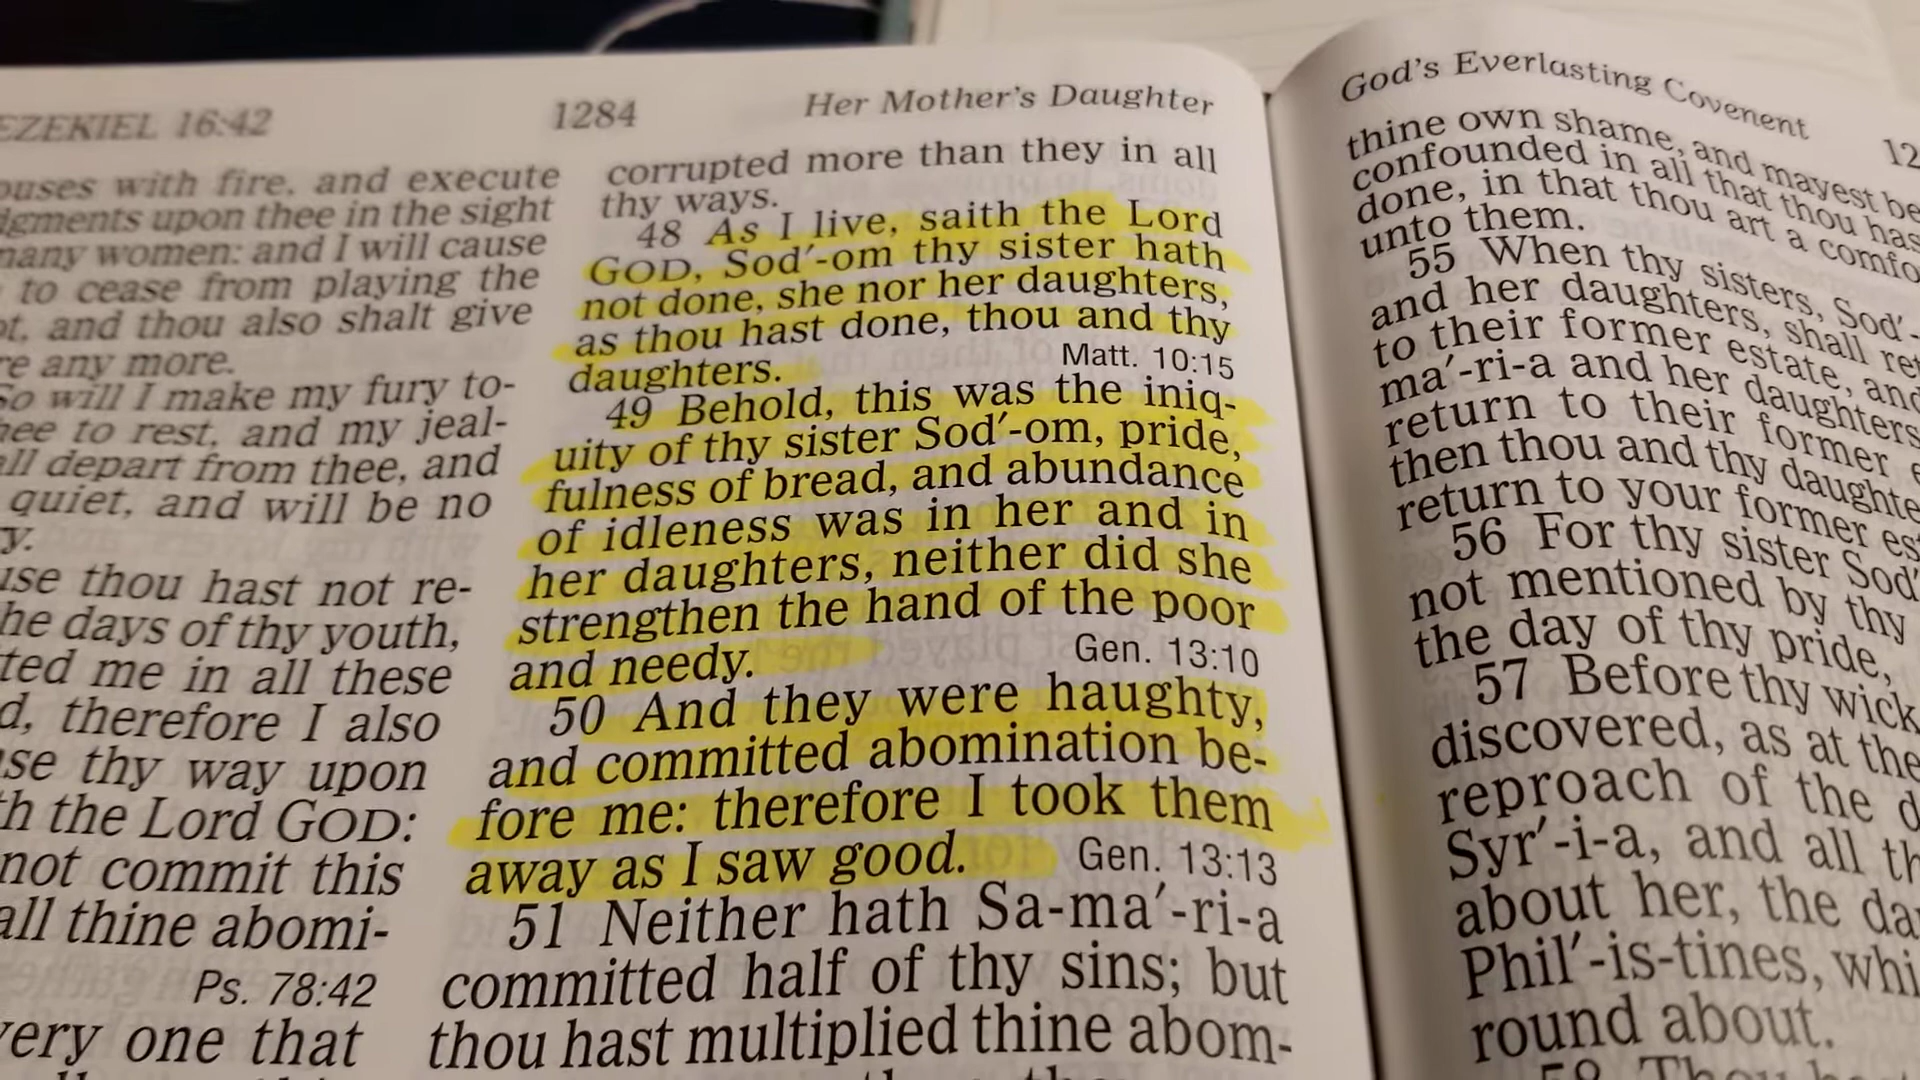 EZEKIEL 16:42
1284
Her Mother's Daughter
with fire, and execute
upon thee in the sight
many women: and I will cause
to cease from playing the
and thou also shalt give
any more.
So will I make my fury to-
to rest, and my jeal-
depart from thee, and
quiet, and will be no
thou hast not re-
days of thy youth,
me in all these
therefore I also
thy way upon
the Lord GOD:
not commit this
all thine abomi-
Ps. 78:42
one that
corrupted more than they in all
thy ways.
48 As I live, saith the Lord
GOD, Sod′-om thy sister hath
not done, she nor her daughters,
as thou hast done, thou and thy
daughters. Matt. 10:15
49 Behold, this was the iniq-
uity of thy sister Sod′-om, pride,
fulness of bread, and abundance
of idleness was in her and in
her daughters, neither did she
strengthen the hand of the poor
and needy. Gen. 13:10
50 And they were haughty,
and committed abomination be-
fore me: therefore I took them
away as I saw good. Gen. 13:13
51 Neither hath Sa-ma′-ri-a
committed half of thy sins; but
thou hast multiplied thine abom-
God's Everlasting Covenent
12
thine own shame, and mayest be
confounded in all that thou has
done, in that thou art a comfo
unto them.
55 When thy sisters, Sod′-
and her daughters, shall ret
to their former estate, and
ma′-ri-a and her daughters
return to their former
then thou and thy daughte
return to your former es
56 For thy sister Sod′
not mentioned by thy
the day of thy pride,
57 Before thy wick
discovered, as at the
reproach of the d
Syr′-i-a, and all th
about her, the da
Phil′-is-tines, whi
round about.